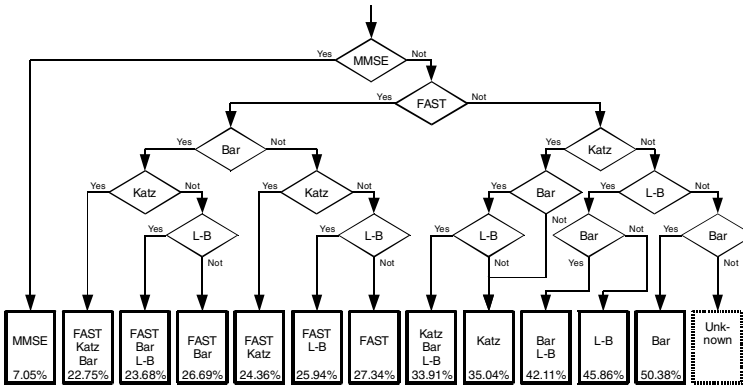 Yes MMSE Not
Yes FAST Not
Yes Bar Not
Yes Katz Not
Yes Katz Not
Yes Katz Not
Yes Bar
Not
Yes L-B Not
Yes L-B
Not
Yes L-B
Not
Yes L-B
Not
Bar
Yes
Not
Yes Bar
Not
MMSE
7.05%
FAST
Katz
Bar
22.75%
FAST
Bar
L-B
23.68%
FAST
Bar
26.69%
FAST
Katz
24.36%
FAST
L-B
25.94%
FAST
27.34%
Katz
Bar
L-B
33.91%
Katz
35.04%
Bar
L-B
42.11%
L-B
45.86%
Bar
50.38%
Unk-
nown